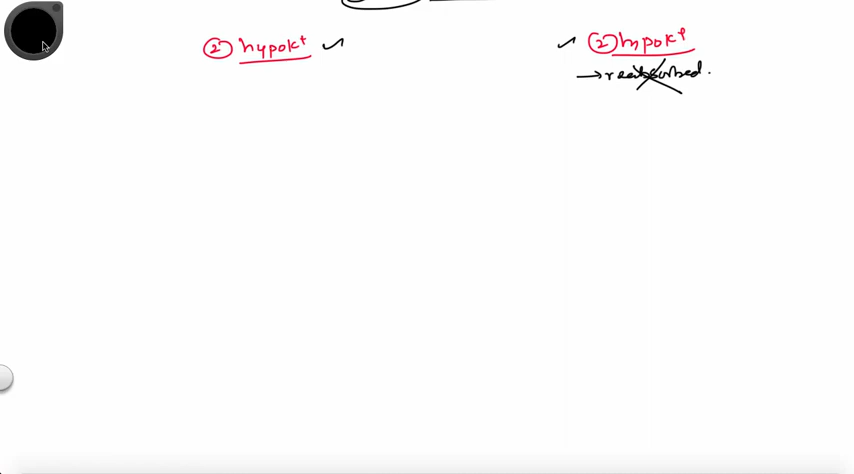 ② hypok+ ✓
✓ ② hypok+
→ reabsorbed.